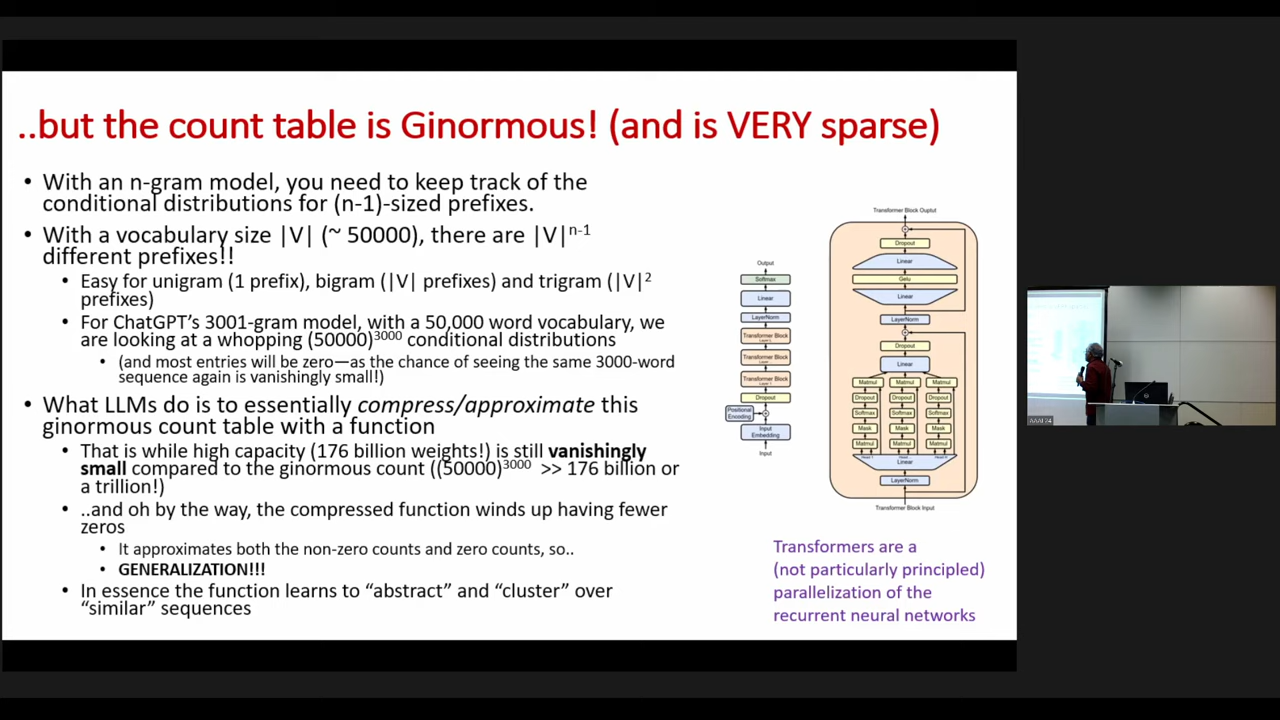 ..but the count table is Ginormous! (and is VERY sparse)
• With an n-gram model, you need to keep track of the
conditional distributions for (n-1)-sized prefixes.
• With a vocabulary size |V| (~ 50000), there are |V|ⁿ⁻¹
different prefixes!!
• Easy for unigram (1 prefix), bigram (|V| prefixes) and trigram (|V|²
prefixes)
• For ChatGPT's 3001-gram model, with a 50,000 word vocabulary, we
are looking at a whopping (50000)³⁰⁰⁰ conditional distributions
• (and most entries will be zero—as the chance of seeing the same 3000-word
sequence again is vanishingly small!)
• What LLMs do is to essentially compress/approximate this
ginormous count table with a function
• That is while high capacity (176 billion weights!) is still vanishingly
small compared to the ginormous count ((50000)³⁰⁰⁰ >> 176 billion or
a trillion!)
• ..and oh by the way, the compressed function winds up having fewer
zeros
• It approximates both the non-zero counts and zero counts, so..
• GENERALIZATION!!!
• In essence the function learns to "abstract" and "cluster" over
"similar" sequences
Output
Softmax
Linear
LayerNorm
Transformer Block
Transformer Block
Transformer Block
Dropout
Positional
Encoding
Input
Embedding
Input
Transformer Block Ouptut
Dropout
Linear
Gelu
Linear
LayerNorm
Dropout
Linear
Matmul Matmul Matmul
Dropout Dropout Dropout
Softmax Softmax Softmax
Mask Mask Mask
Matmul Matmul Matmul
Linear
LayerNorm
Transformer Block Input
Transformers are a
(not particularly principled)
parallelization of the
recurrent neural networks
AAAI 24